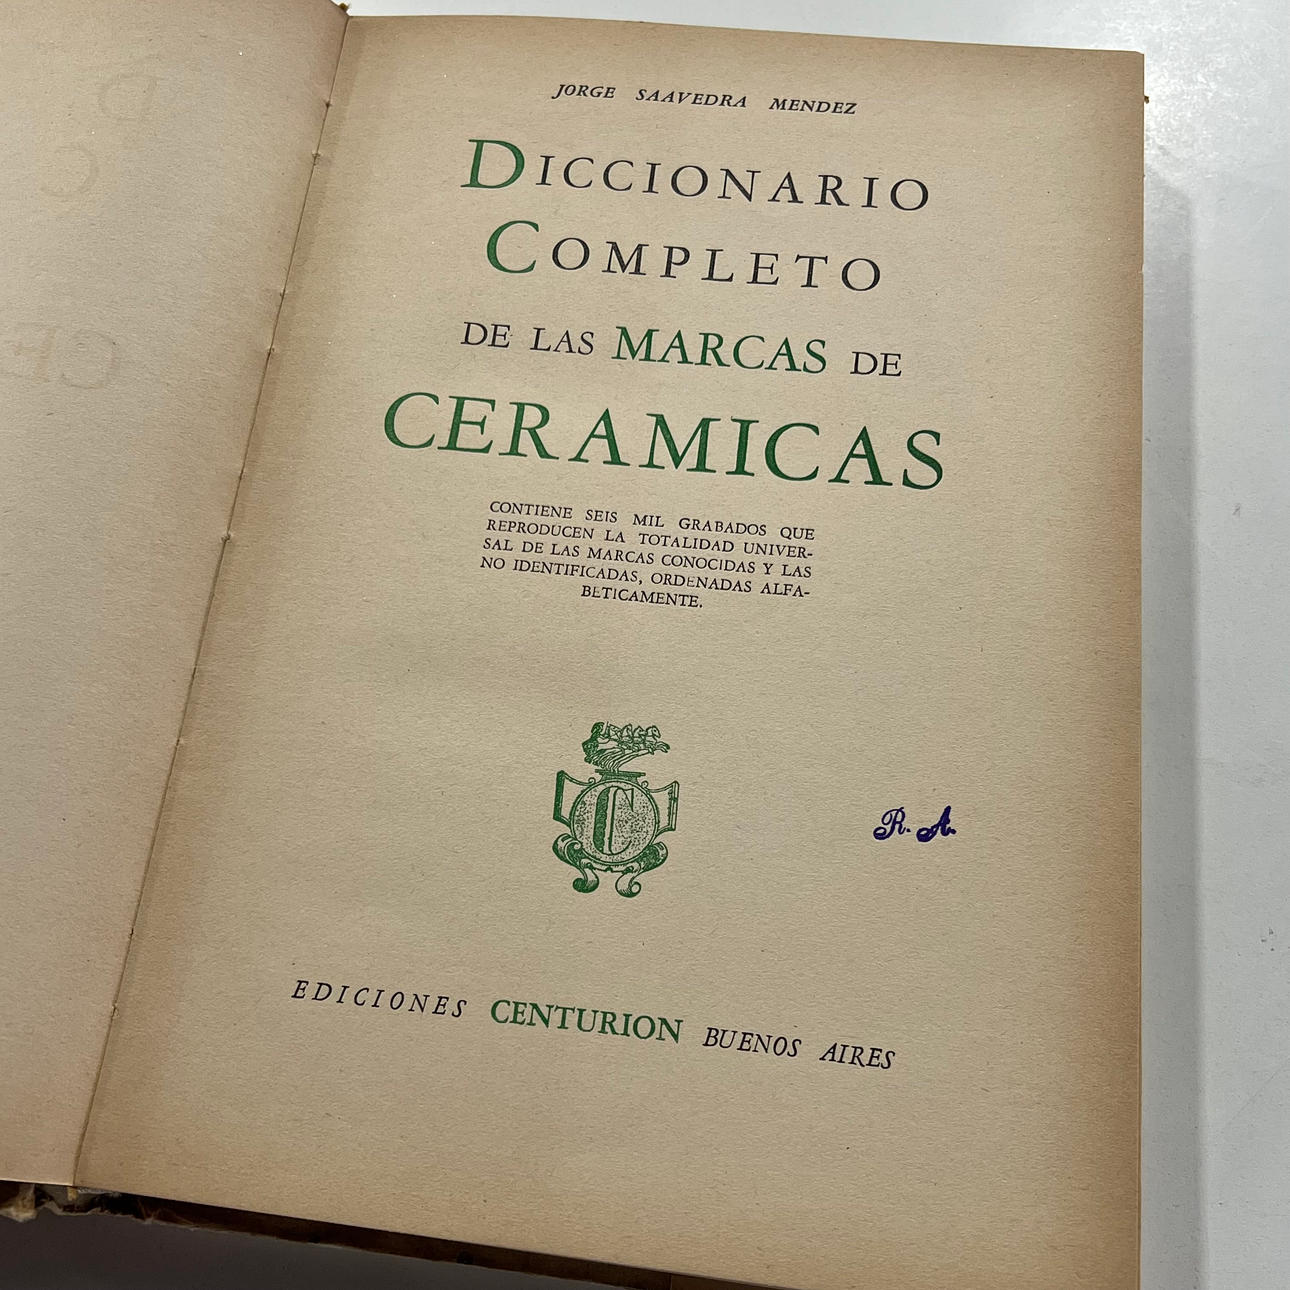 JORGE SAAVEDRA MENDEZ
DICCIONARIO
COMPLETO
DE LAS MARCAS DE
CERAMICAS
CONTIENE SEIS MIL GRABADOS QUE
REPRODUCEN LA TOTALIDAD UNIVER-
SAL DE LAS MARCAS CONOCIDAS Y LAS
NO IDENTIFICADAS, ORDENADAS ALFA-
BETICAMENTE.
C
R. A.
EDICIONES CENTURION BUENOS AIRES